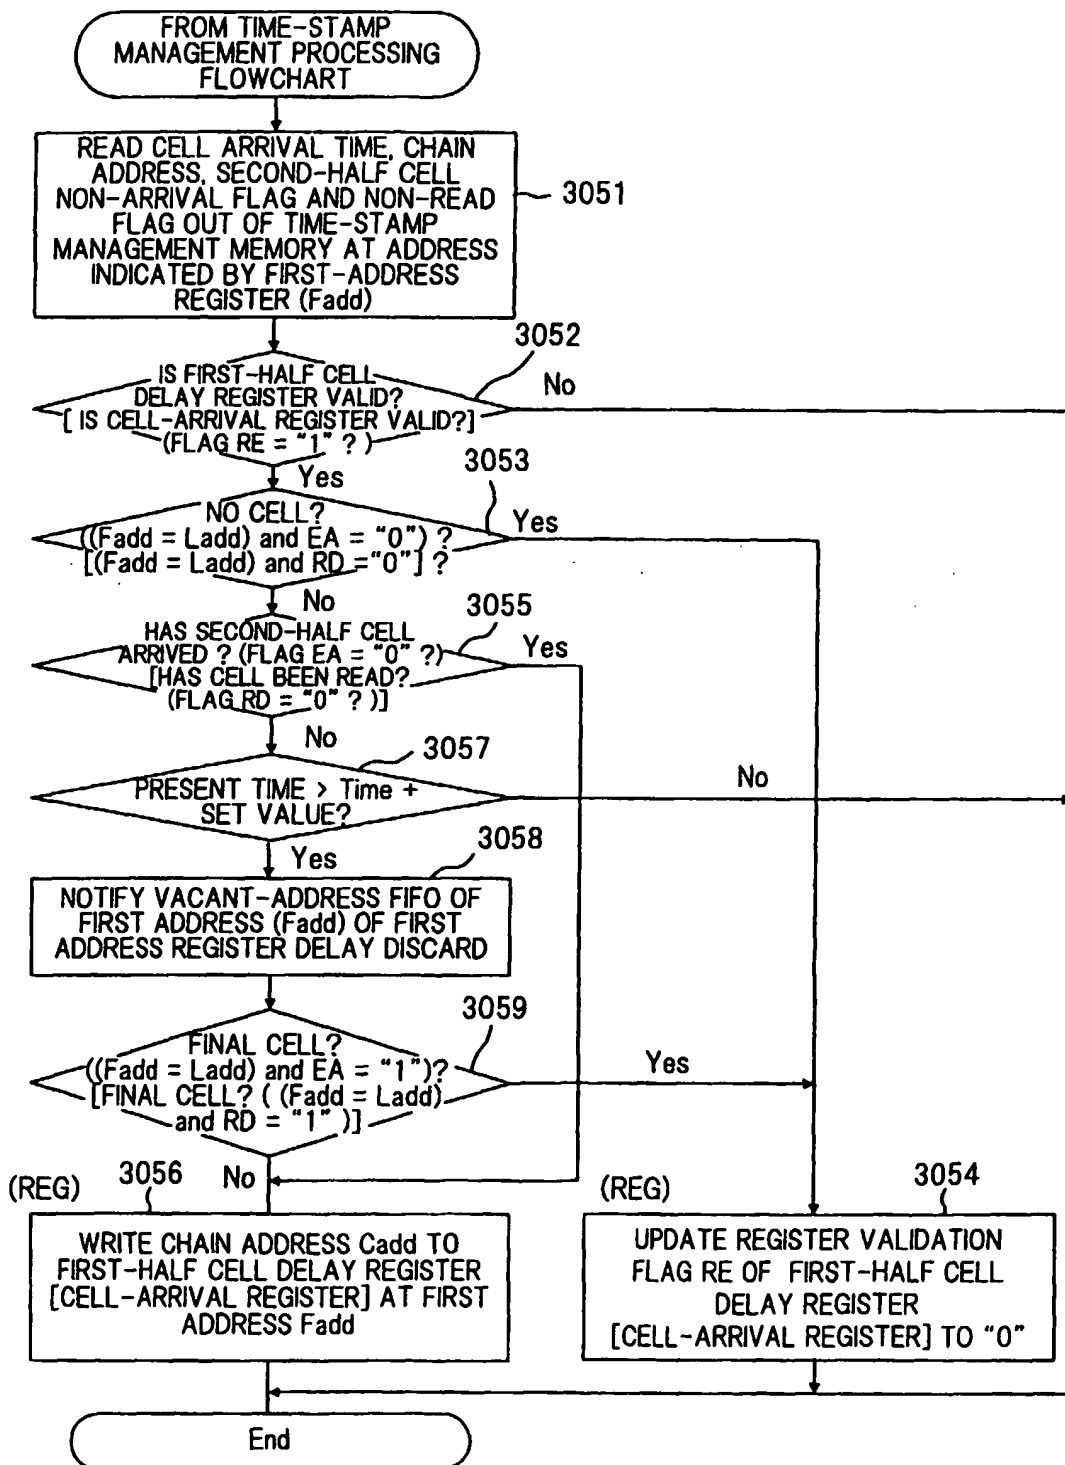 FROM TIME-STAMP
MANAGEMENT PROCESSING
FLOWCHART
READ CELL ARRIVAL TIME, CHAIN
ADDRESS, SECOND-HALF CELL
NON-ARRIVAL FLAG AND NON-READ
FLAG OUT OF TIME-STAMP
MANAGEMENT MEMORY AT ADDRESS
INDICATED BY FIRST-ADDRESS
REGISTER (Fadd)
3051
3052
IS FIRST-HALF CELL
DELAY REGISTER VALID?
[ IS CELL-ARRIVAL REGISTER VALID?]
(FLAG RE = "1" ? )
No
Yes
3053
NO CELL?
((Fadd = Ladd) and EA = "0") ?
[(Fadd = Ladd) and RD ="0"] ?
Yes
No
3055
HAS SECOND-HALF CELL
ARRIVED ? (FLAG EA = "0" ?)
[HAS CELL BEEN READ?
(FLAG RD = "0" ? )]
Yes
No
3057
PRESENT TIME > Time +
SET VALUE?
No
Yes
3058
NOTIFY VACANT-ADDRESS FIFO OF
FIRST ADDRESS (Fadd) OF FIRST
ADDRESS REGISTER DELAY DISCARD
3059
FINAL CELL?
((Fadd = Ladd) and EA = "1")?
[FINAL CELL? ( (Fadd = Ladd)
and RD = "1" )]
Yes
No
(REG)
3056
WRITE CHAIN ADDRESS Cadd TO
FIRST-HALF CELL DELAY REGISTER
[CELL-ARRIVAL REGISTER] AT FIRST
ADDRESS Fadd
(REG)
3054
UPDATE REGISTER VALIDATION
FLAG RE OF FIRST-HALF CELL
DELAY REGISTER
[CELL-ARRIVAL REGISTER] TO "0"
End